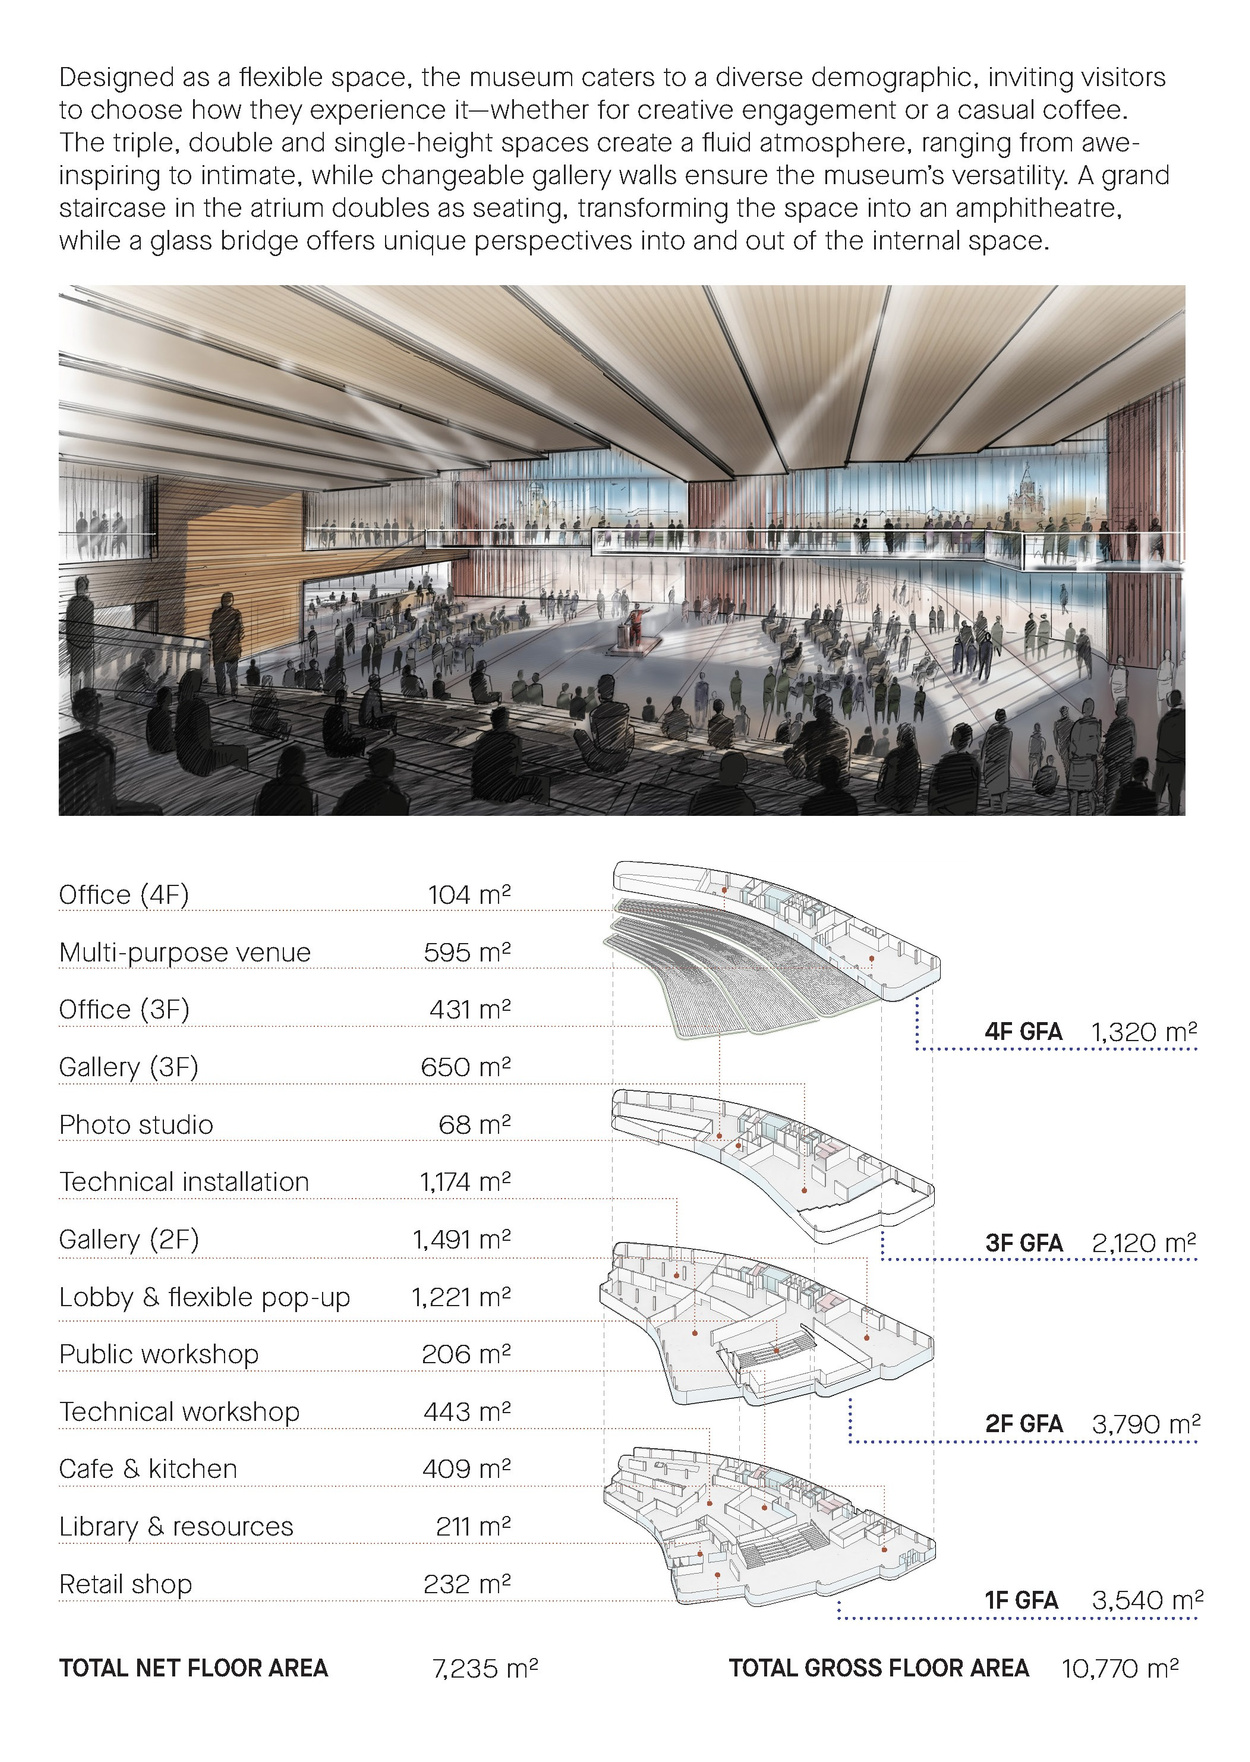 Designed as a flexible space, the museum caters to a diverse demographic, inviting visitors
to choose how they experience it—whether for creative engagement or a casual coffee.
The triple, double and single-height spaces create a fluid atmosphere, ranging from awe-
inspiring to intimate, while changeable gallery walls ensure the museum's versatility. A grand
staircase in the atrium doubles as seating, transforming the space into an amphitheatre,
while a glass bridge offers unique perspectives into and out of the internal space.
Office (4F) 104 m²
Multi-purpose venue 595 m²
Office (3F) 431 m²
4F GFA 1,320 m²
Gallery (3F) 650 m²
Photo studio 68 m²
Technical installation 1,174 m²
Gallery (2F) 1,491 m²
3F GFA 2,120 m²
Lobby & flexible pop-up 1,221 m²
Public workshop 206 m²
Technical workshop 443 m²
2F GFA 3,790 m²
Cafe & kitchen 409 m²
Library & resources 211 m²
Retail shop 232 m²
1F GFA 3,540 m²
TOTAL NET FLOOR AREA 7,235 m²
TOTAL GROSS FLOOR AREA 10,770 m²